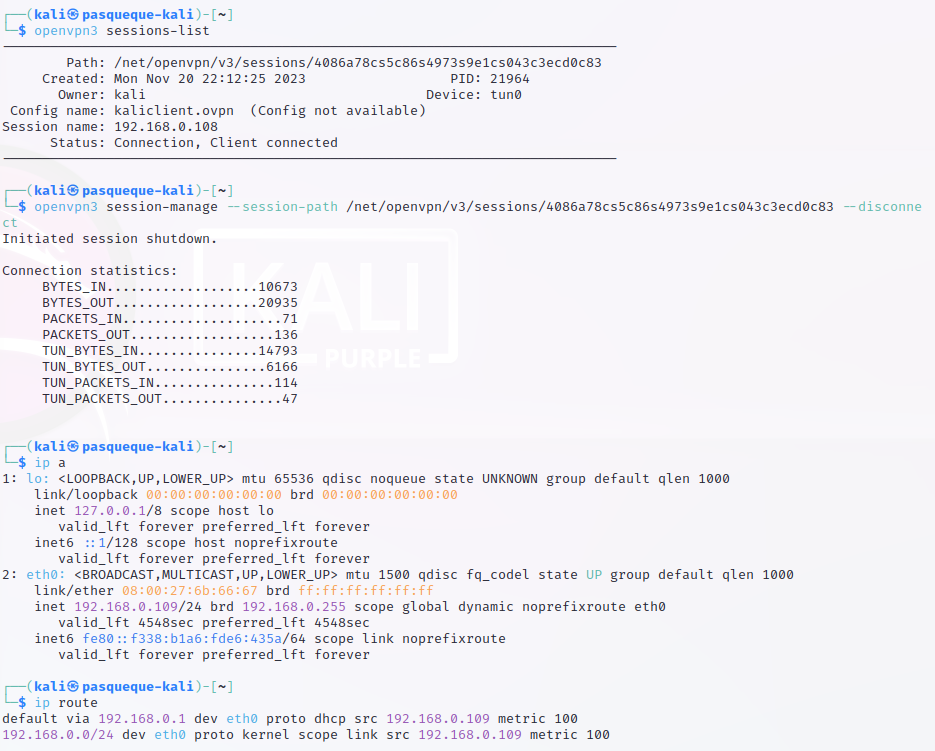 ┌──(kali㉿pasqueque-kali)-[~]
└─$ openvpn3 sessions-list
Path: /net/openvpn/v3/sessions/4086a78cs5c86s4973s9e1cs043c3ecd0c83
Created: Mon Nov 20 22:12:25 2023 PID: 21964
Owner: kali Device: tun0
Config name: kaliclient.ovpn (Config not available)
Session name: 192.168.0.108
Status: Connection, Client connected
┌──(kali㉿pasqueque-kali)-[~]
└─$ openvpn3 session-manage --session-path /net/openvpn/v3/sessions/4086a78cs5c86s4973s9e1cs043c3ecd0c83 --disconne
ct
Initiated session shutdown.
Connection statistics:
BYTES_IN...................10673
BYTES_OUT..................20935
PACKETS_IN....................71
PACKETS_OUT..................136
TUN_BYTES_IN...............14793
TUN_BYTES_OUT...............6166
TUN_PACKETS_IN...............114
TUN_PACKETS_OUT...............47
KALI
PURPLE
┌──(kali㉿pasqueque-kali)-[~]
└─$ ip a
1: lo: <LOOPBACK,UP,LOWER_UP> mtu 65536 qdisc noqueue state UNKNOWN group default qlen 1000
link/loopback 00:00:00:00:00:00 brd 00:00:00:00:00:00
inet 127.0.0.1/8 scope host lo
valid_lft forever preferred_lft forever
inet6 ::1/128 scope host noprefixroute
valid_lft forever preferred_lft forever
2: eth0: <BROADCAST,MULTICAST,UP,LOWER_UP> mtu 1500 qdisc fq_codel state UP group default qlen 1000
link/ether 08:00:27:6b:66:67 brd ff:ff:ff:ff:ff:ff
inet 192.168.0.109/24 brd 192.168.0.255 scope global dynamic noprefixroute eth0
valid_lft 4548sec preferred_lft 4548sec
inet6 fe80::f338:b1a6:fde6:435a/64 scope link noprefixroute
valid_lft forever preferred_lft forever
┌──(kali㉿pasqueque-kali)-[~]
└─$ ip route
default via 192.168.0.1 dev eth0 proto dhcp src 192.168.0.109 metric 100
192.168.0.0/24 dev eth0 proto kernel scope link src 192.168.0.109 metric 100